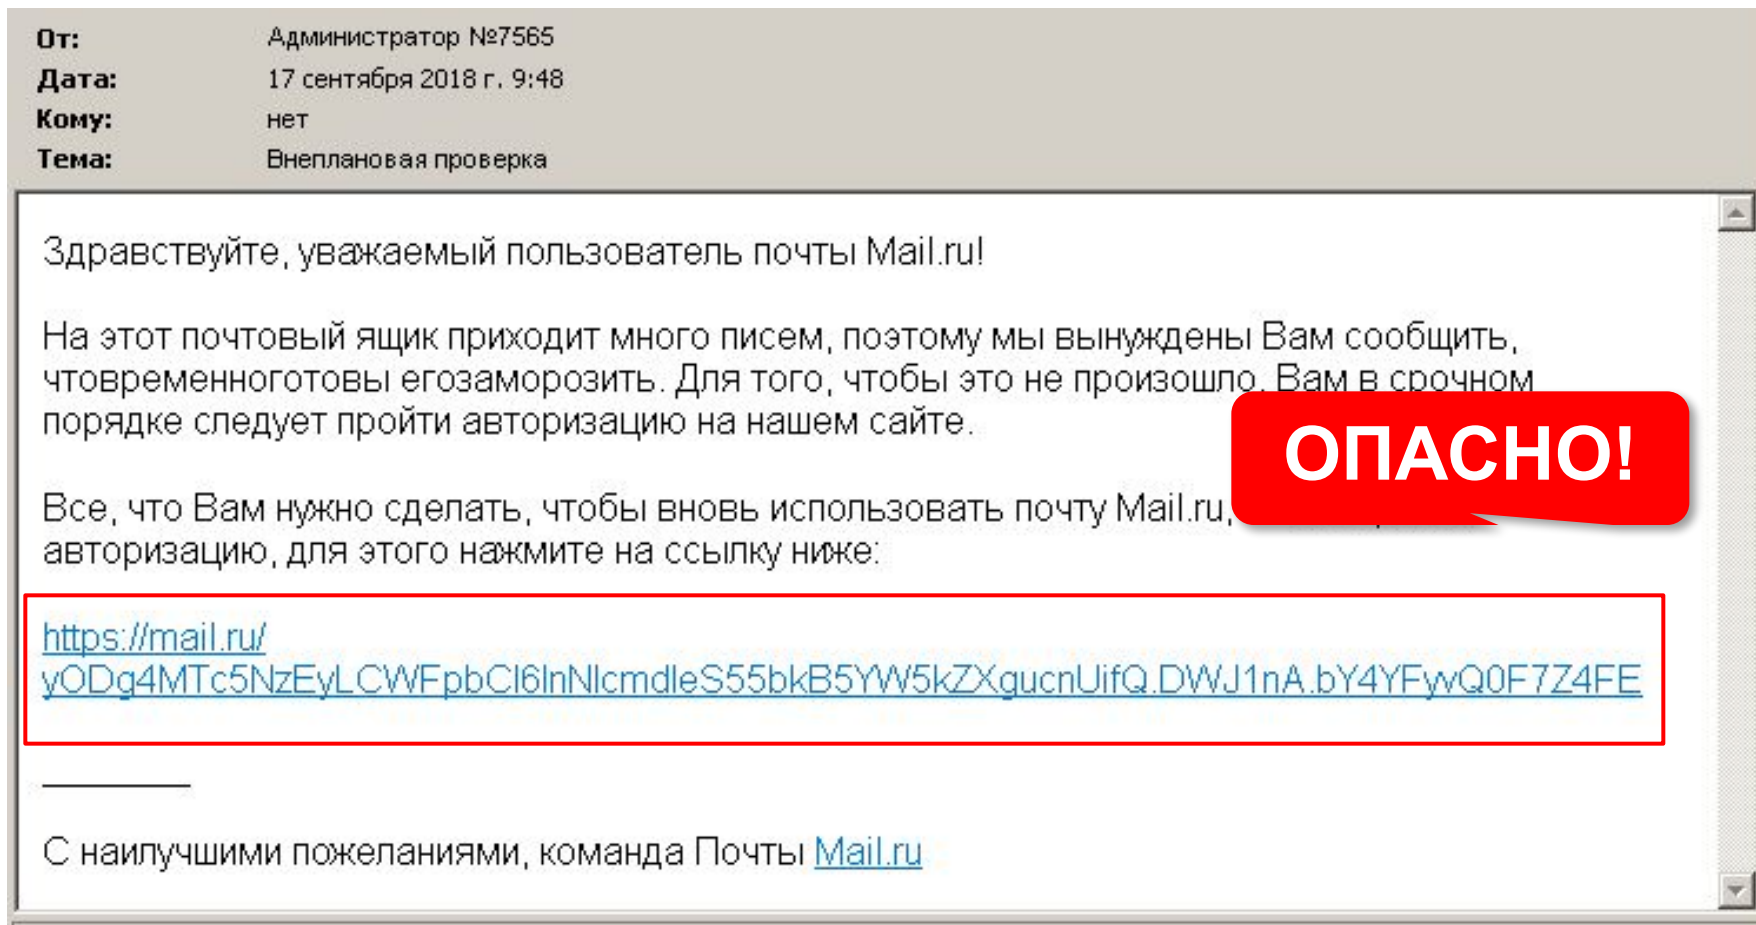 От: Администратор №7565
Дата: 17 сентября 2018 г. 9:48
Кому: нет
Тема: Внеплановая проверка
Здравствуйте, уважаемый пользователь почты Mail.ru!
На этот почтовый ящик приходит много писем, поэтому мы вынуждены Вам сообщить,
чтовременноготовы егозаморозить. Для того, чтобы это не произошло, Вам в срочном
порядке следует пройти авторизацию на нашем сайте.
ОПАСНО!
Все, что Вам нужно сделать, чтобы вновь использовать почту Mail.ru,
авторизацию, для этого нажмите на ссылку ниже:
https://mail.ru/
yODg4MTc5NzEyLCWFpbCI6InNlcmdleS55bkB5YW5kZXgucnUifQ.DWJ1nA.bY4YFyvQ0F7Z4FE
С наилучшими пожеланиями, команда Почты Mail.ru